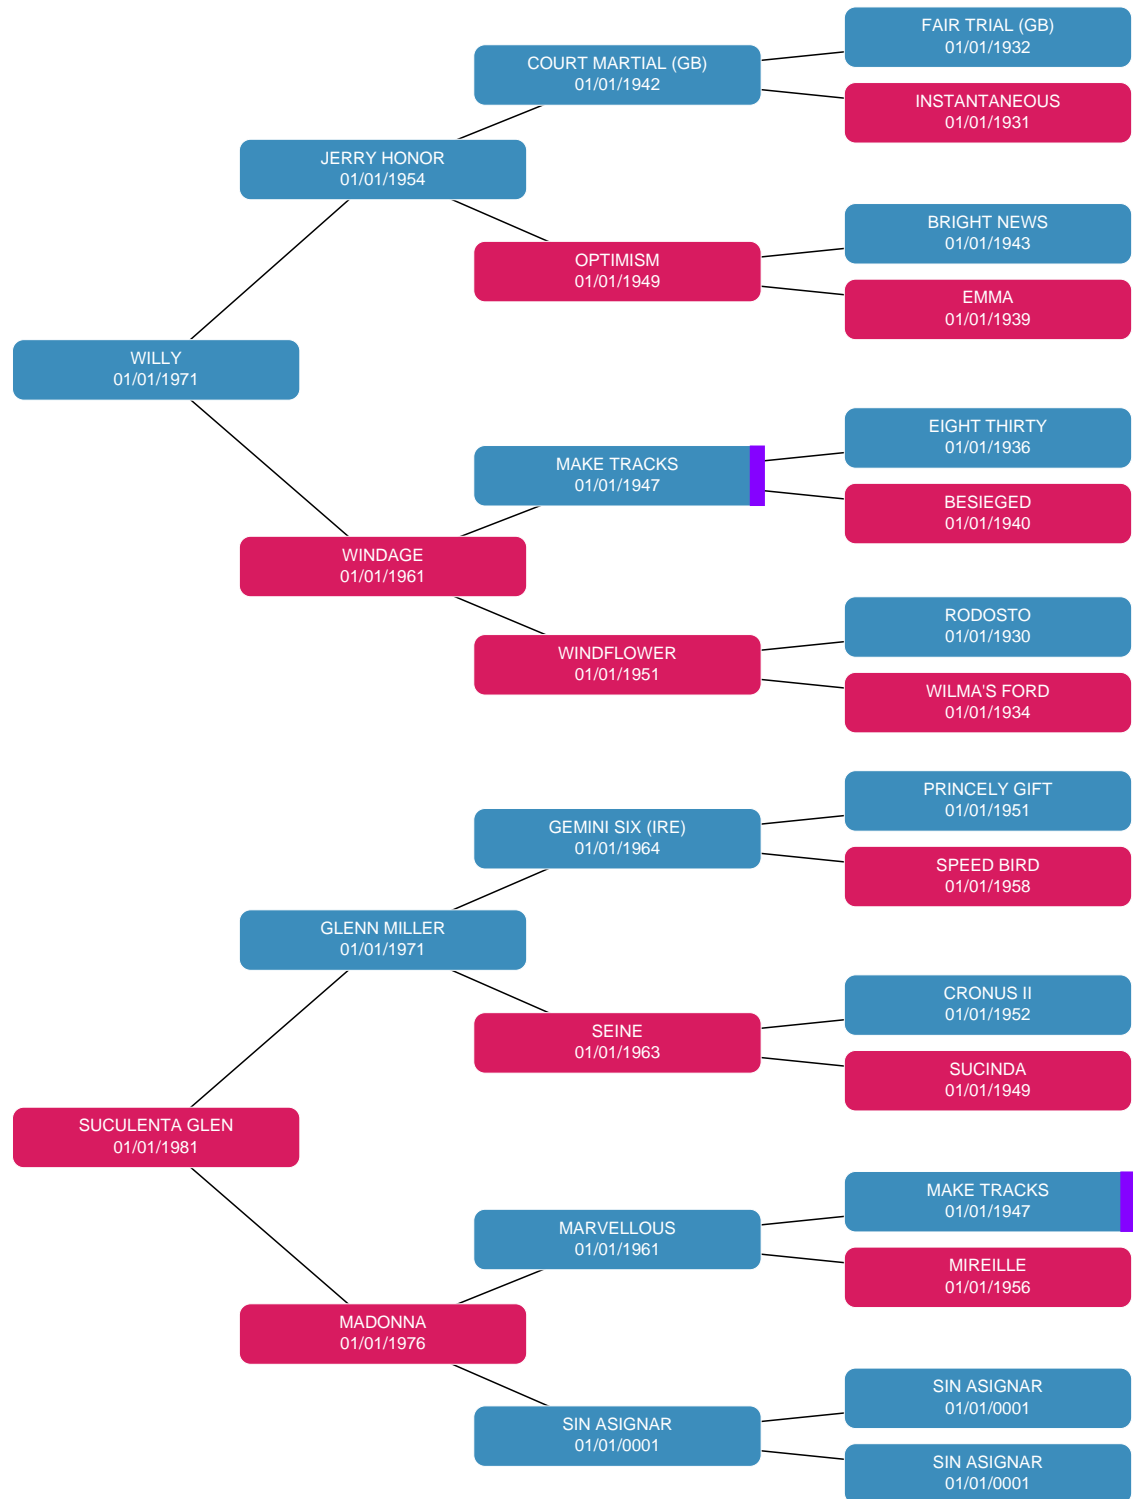 FAIR TRIAL (GB)
01/01/1932
COURT MARTIAL (GB)
01/01/1942
INSTANTANEOUS
01/01/1931
JERRY HONOR
01/01/1954
BRIGHT NEWS
01/01/1943
OPTIMISM
01/01/1949
EMMA
01/01/1939
WILLY
01/01/1971
EIGHT THIRTY
01/01/1936
MAKE TRACKS
01/01/1947
BESIEGED
01/01/1940
WINDAGE
01/01/1961
RODOSTO
01/01/1930
WINDFLOWER
01/01/1951
WILMA'S FORD
01/01/1934
PRINCELY GIFT
01/01/1951
GEMINI SIX (IRE)
01/01/1964
SPEED BIRD
01/01/1958
GLENN MILLER
01/01/1971
CRONUS II
01/01/1952
SEINE
01/01/1963
SUCINDA
01/01/1949
SUCULENTA GLEN
01/01/1981
MAKE TRACKS
01/01/1947
MARVELLOUS
01/01/1961
MIREILLE
01/01/1956
MADONNA
01/01/1976
SIN ASIGNAR
01/01/0001
SIN ASIGNAR
01/01/0001
SIN ASIGNAR
01/01/0001